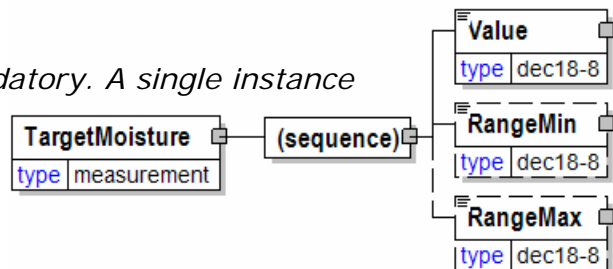 Value
type dec18-8
datory. A single instance
RangeMin
type dec18-8
TargetMoisture
type measurement
(sequence)
RangeMax
type dec18-8